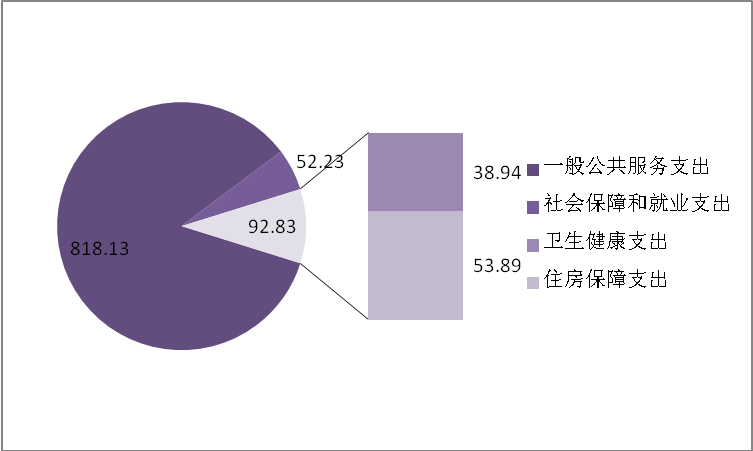 818.13
52.23
92.83
38.94
53.89
一般公共服务支出
社会保障和就业支出
卫生健康支出
住房保障支出